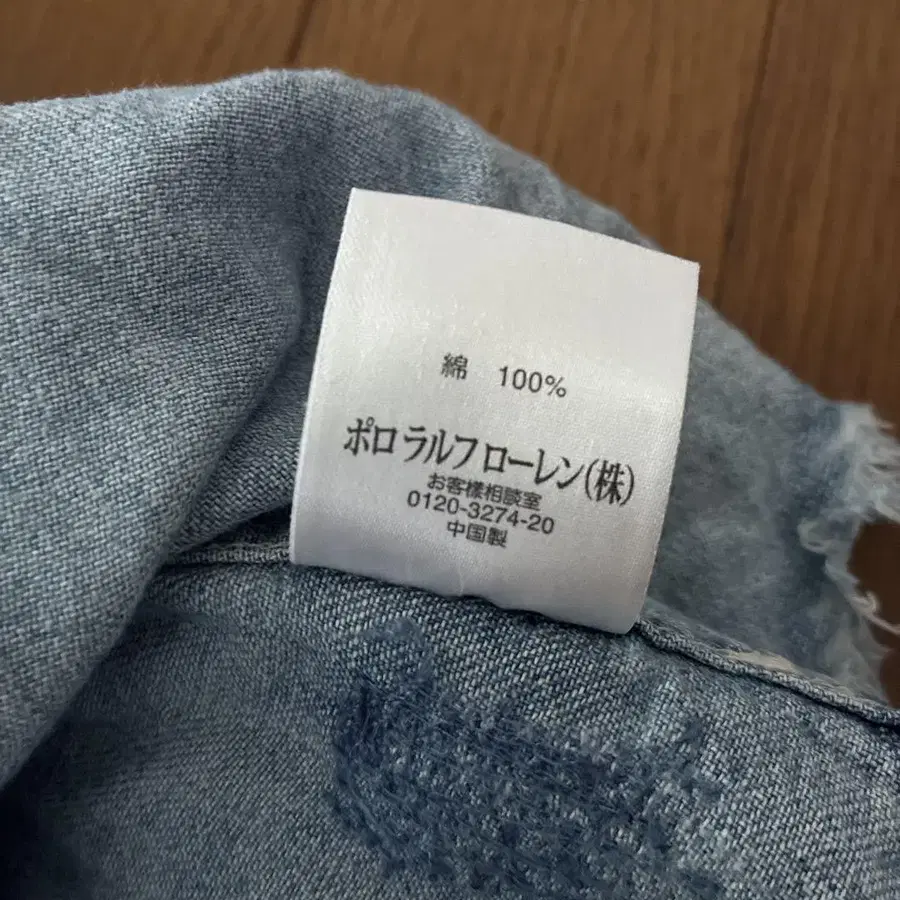 綿 100%
ポロ ラルフ ローレン(株)
お客様相談室
0120-3274-20
中国製